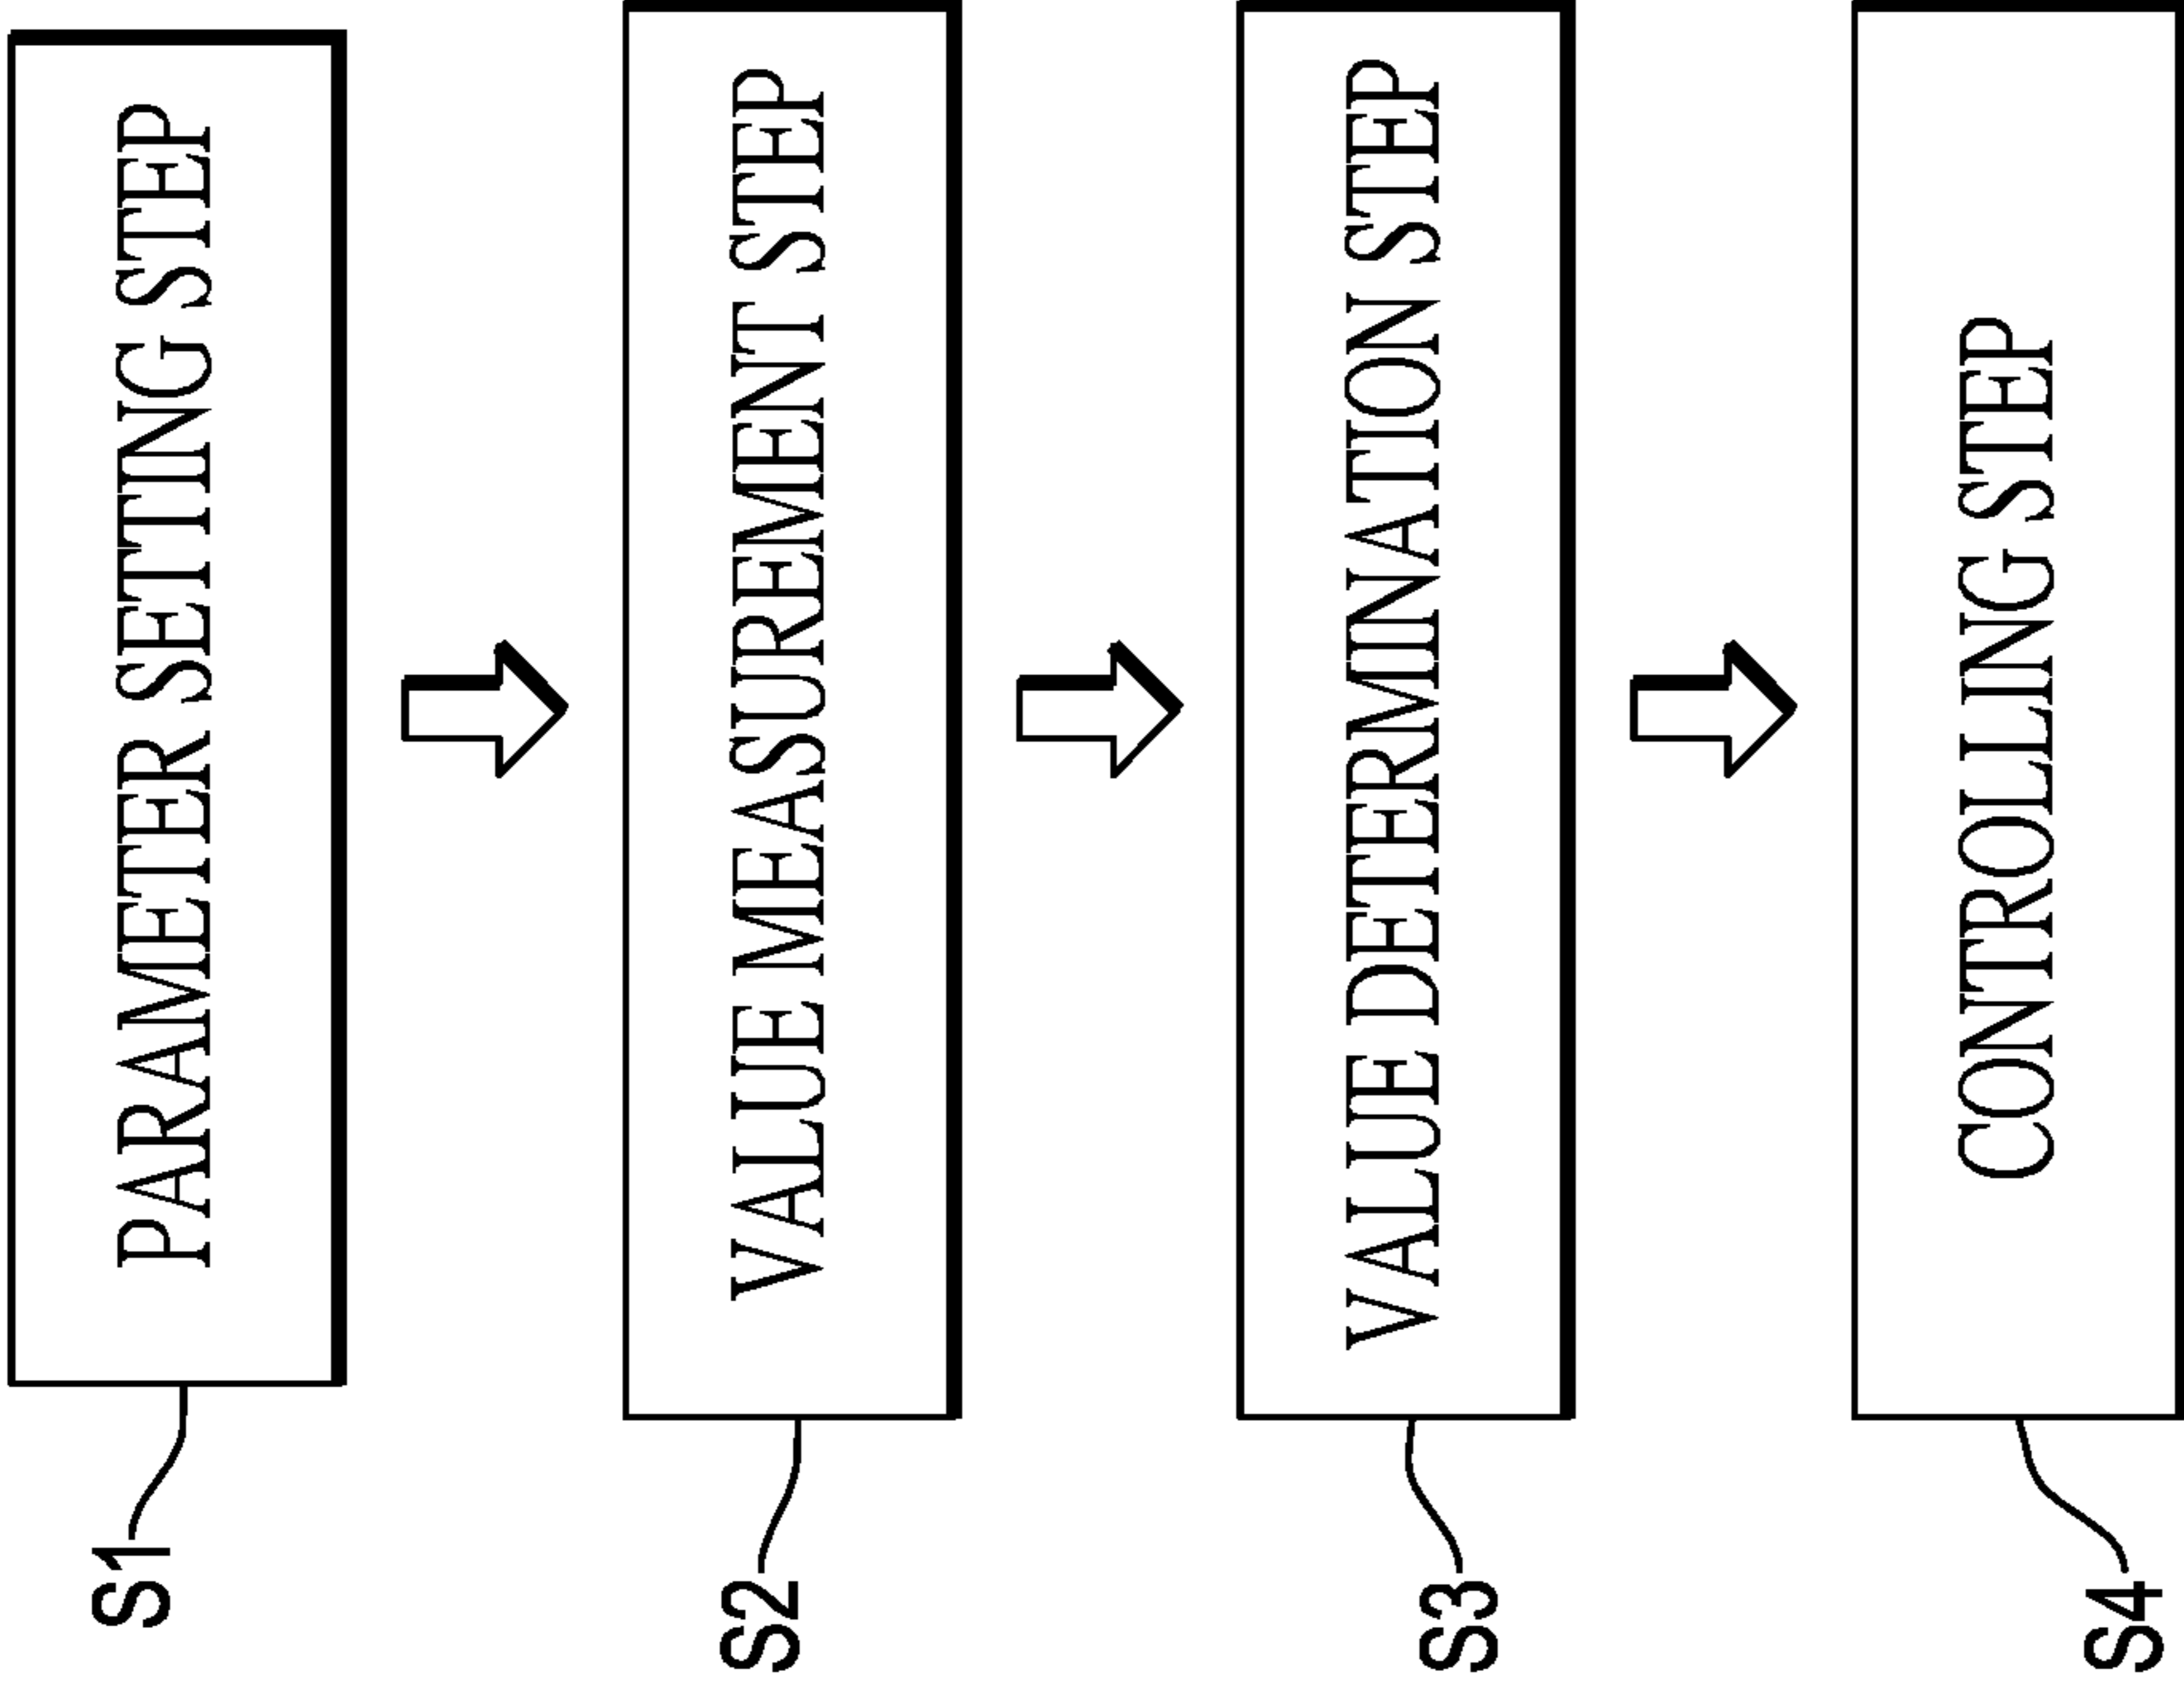 S1
PARAMETER SETTING STEP
S2
VALUE MEASUREMENT STEP
S3
VALUE DETERMINATION STEP
S4
CONTROLLING STEP